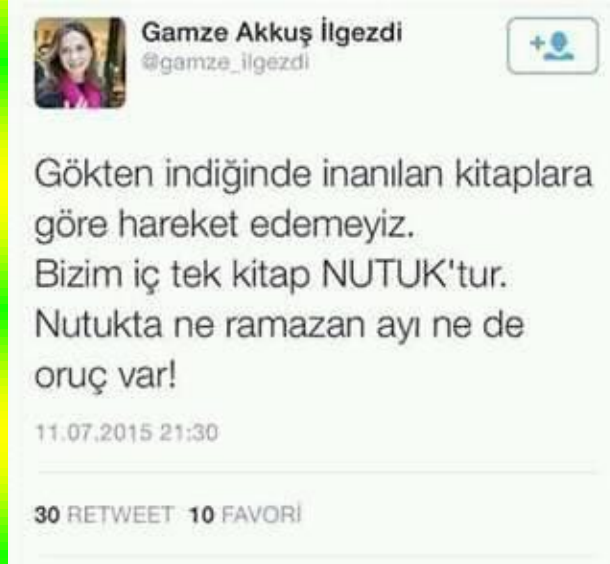 Gamze Akkuş İlgezdi
@gamze_ilgezdi
Gökten indiğinde inanılan kitaplara
göre hareket edemeyiz.
Bizim iç tek kitap NUTUK'tur.
Nutukta ne ramazan ayı ne de
oruç var!
11.07.2015 21:30
30 RETWEET 10 FAVORİ